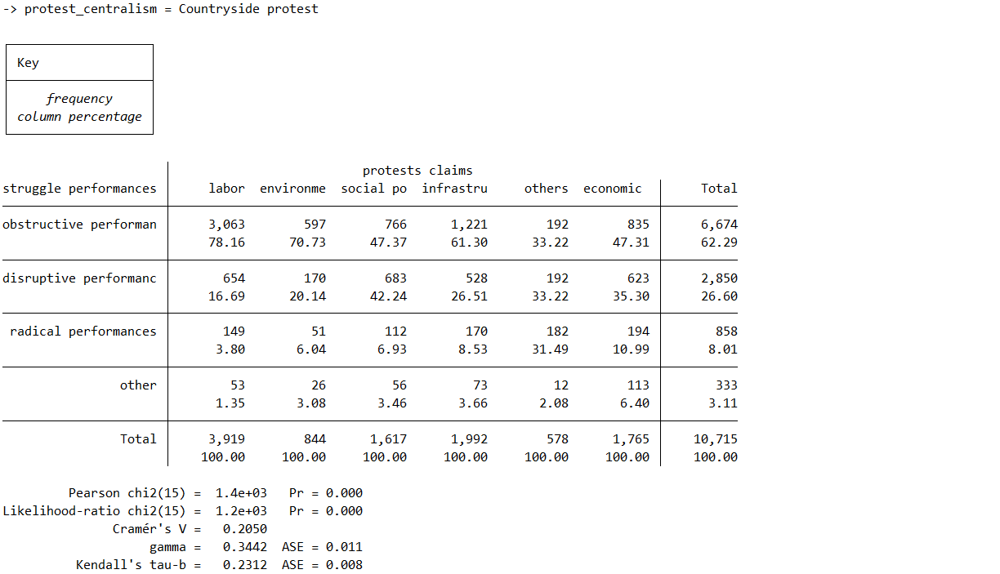 -> protest_centralism = Countryside protest
Key
frequency
column percentage
protests claims
struggle performances labor environme social po infrastru others economic Total
obstructive performan 3,063 597 766 1,221 192 835 6,674
78.16 70.73 47.37 61.30 33.22 47.31 62.29
disruptive performanc 654 170 683 528 192 623 2,850
16.69 20.14 42.24 26.51 33.22 35.30 26.60
radical performances 149 51 112 170 182 194 858
3.80 6.04 6.93 8.53 31.49 10.99 8.01
other 53 26 56 73 12 113 333
1.35 3.08 3.46 3.66 2.08 6.40 3.11
Total 3,919 844 1,617 1,992 578 1,765 10,715
100.00 100.00 100.00 100.00 100.00 100.00 100.00
Pearson chi2(15) = 1.4e+03 Pr = 0.000
Likelihood-ratio chi2(15) = 1.2e+03 Pr = 0.000
Cramér's V = 0.2050
gamma = 0.3442 ASE = 0.011
Kendall's tau-b = 0.2312 ASE = 0.008